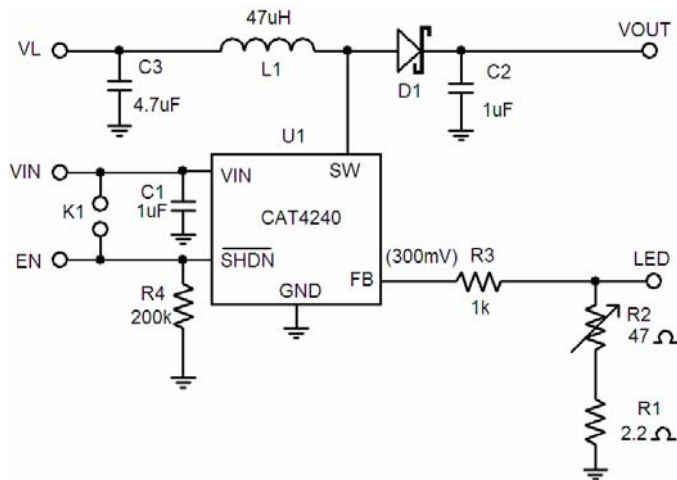 47uH
VL
VOUT
C3
L1
C2
4.7uF
D1
1uF
U1
VIN
VIN
SW
C1
K1
1uF
CAT4240
EN
SHDN
(300mV)
R3
LED
FB
R4
GND
R2
200k
1k
47 Ω
R1
2.2 Ω